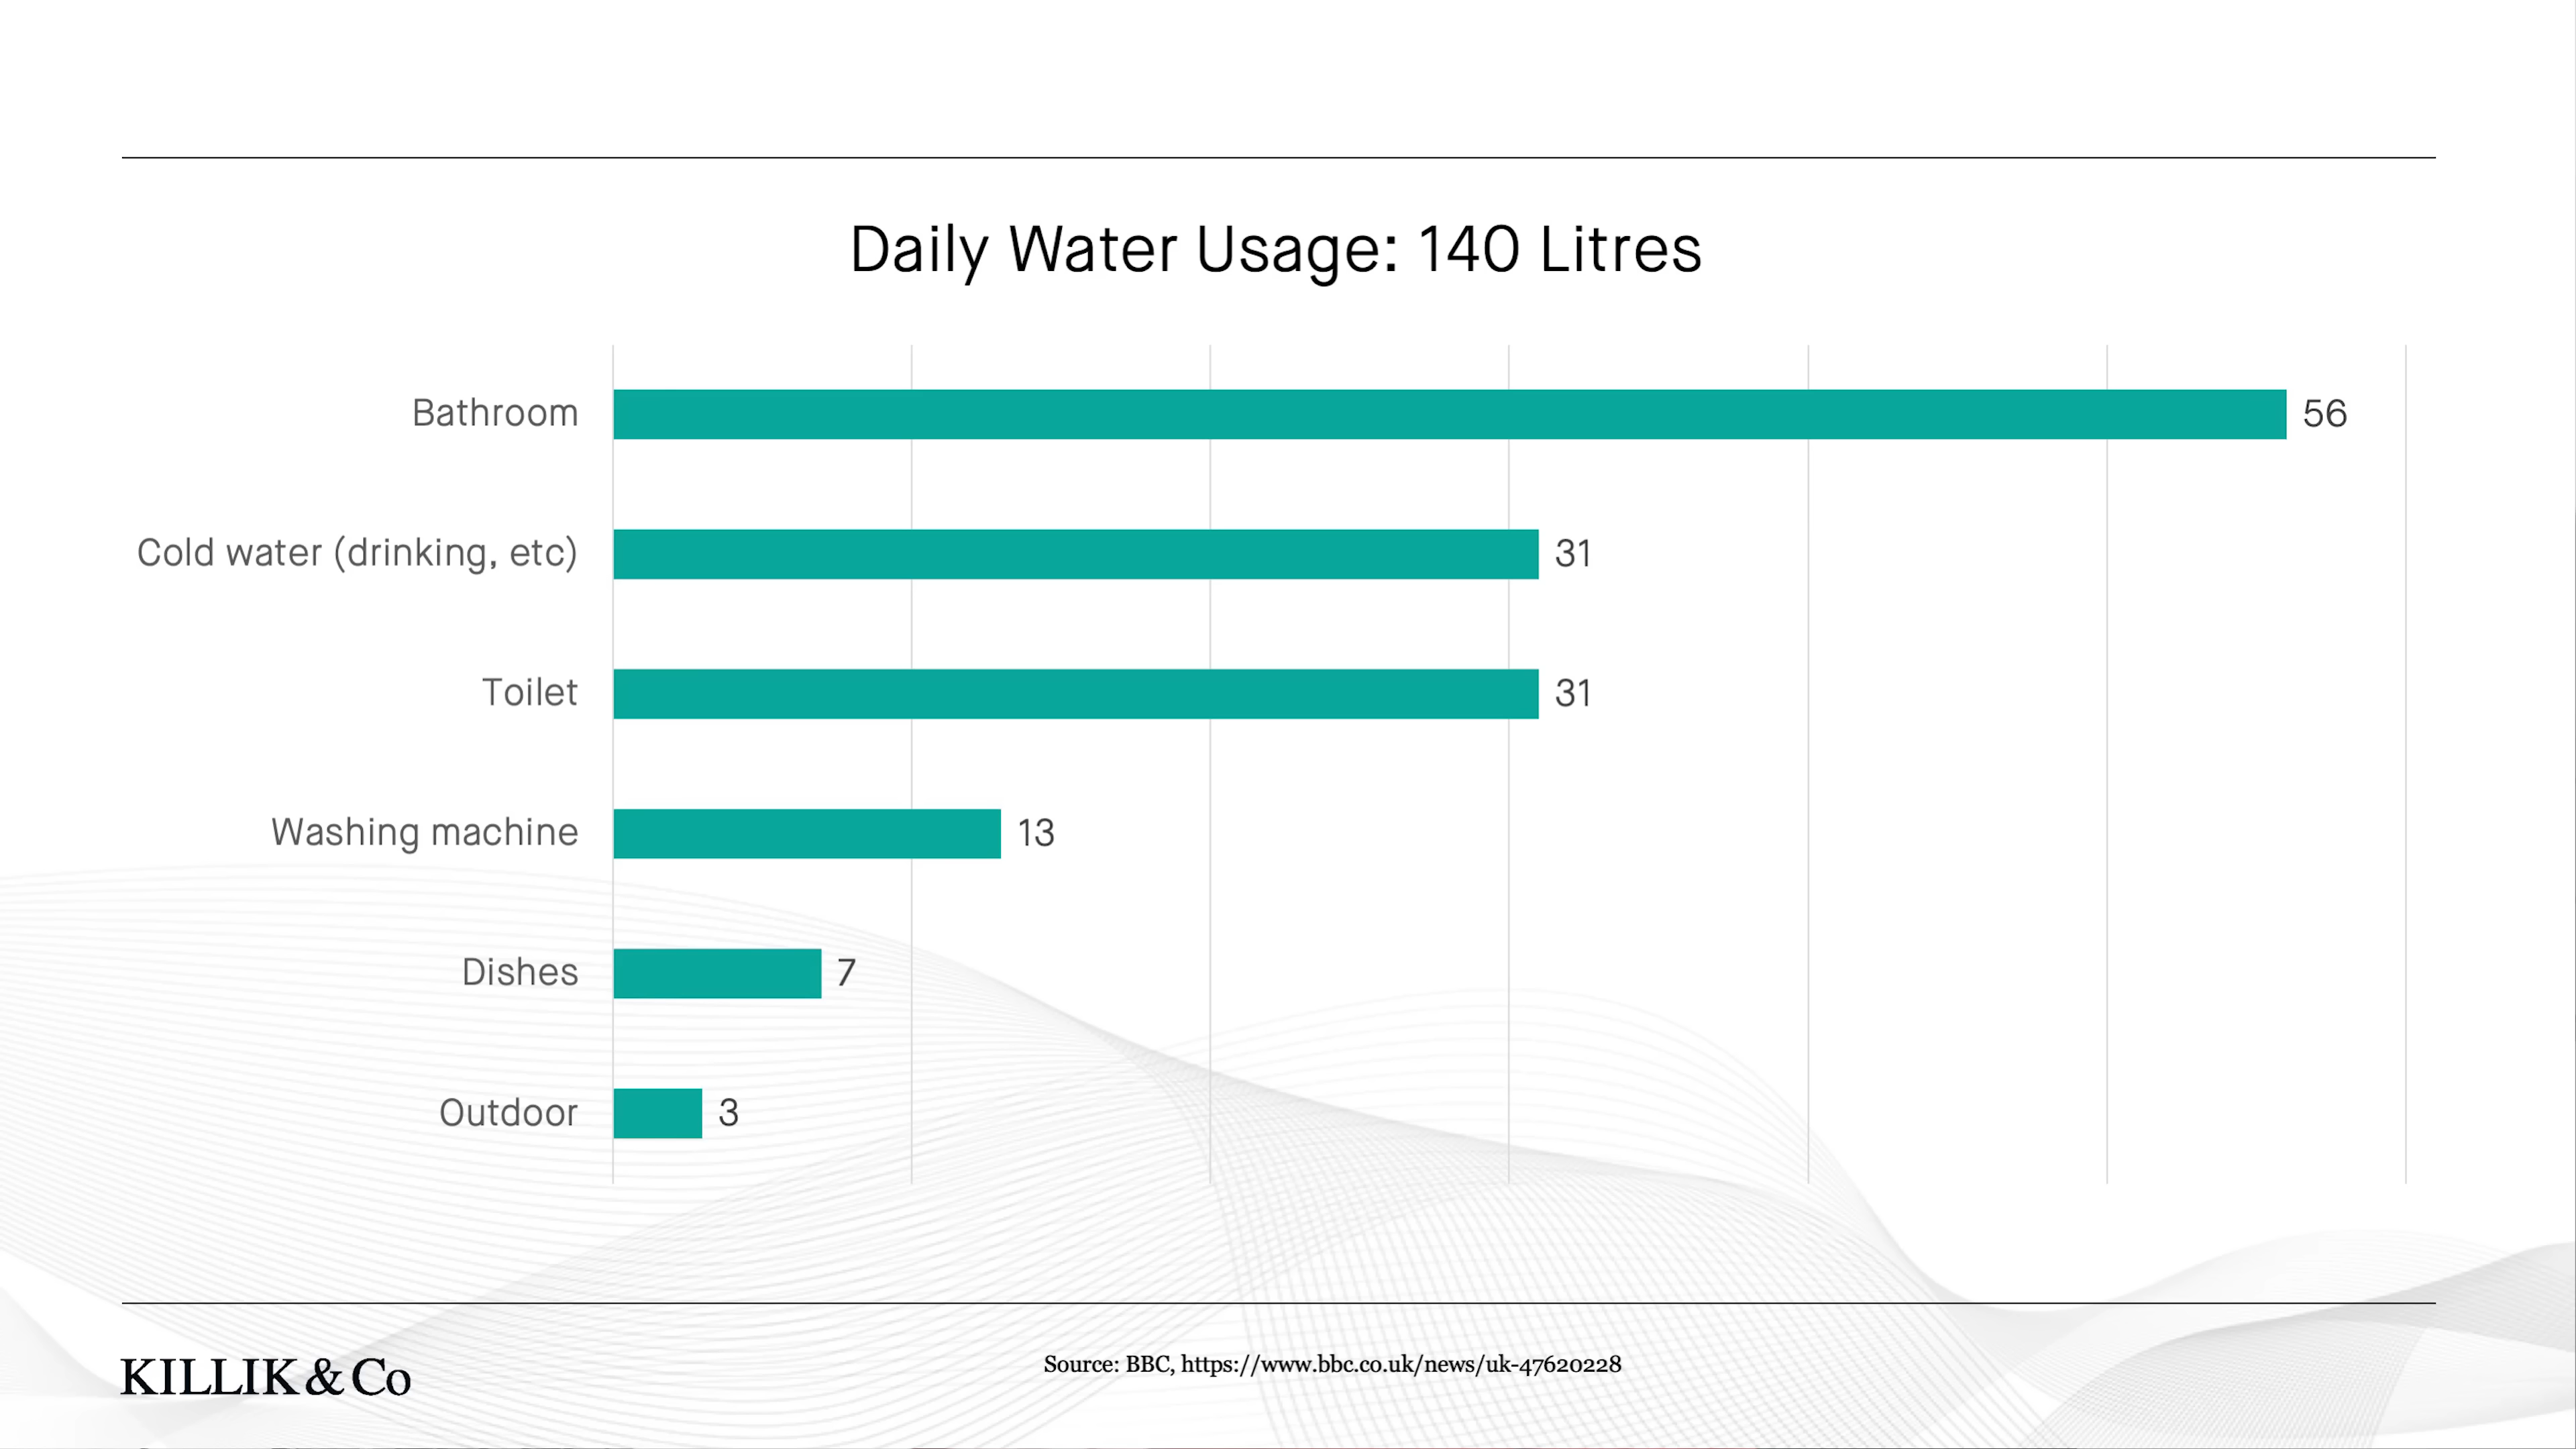 Daily Water Usage: 140 Litres
Bathroom 56
Cold water (drinking, etc) 31
Toilet 31
Washing machine 13
Dishes 7
Outdoor 3
KILLIK & Co
Source: BBC, https://www.bbc.co.uk/news/uk-47620228